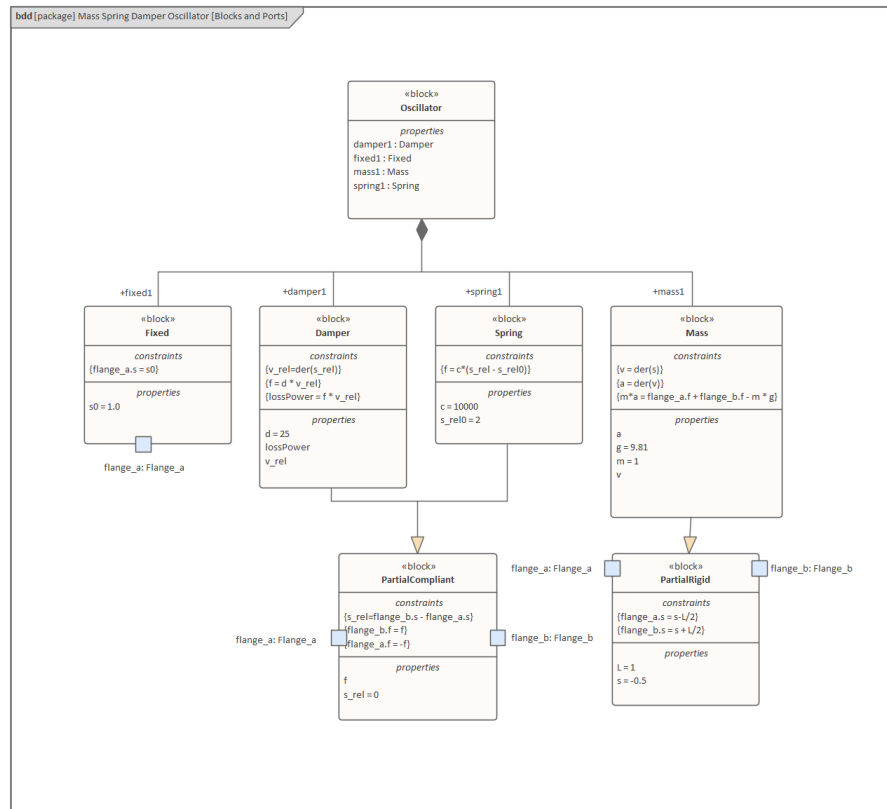 bdd [package] Mass Spring Damper Oscillator [Blocks and Ports]
«block»
Oscillator
properties
damper1 : Damper
fixed1 : Fixed
mass1 : Mass
spring1 : Spring
+fixed1
+damper1
+spring1
+mass1
«block»
Fixed
constraints
{flange_a.s = s0}
properties
s0 = 1.0
flange_a: Flange_a
«block»
Damper
constraints
{v_rel=der(s_rel)}
{f = d * v_rel}
{lossPower = f * v_rel}
properties
d = 25
lossPower
v_rel
«block»
Spring
constraints
{f = c*(s_rel - s_rel0)}
properties
c = 10000
s_rel0 = 2
«block»
Mass
constraints
{v = der(s)}
{a = der(v)}
{m*a = flange_a.f + flange_b.f - m * g}
properties
a
g = 9.81
m = 1
v
«block»
PartialCompliant
constraints
{s_rel=flange_b.s - flange_a.s}
{flange_b.f = f}
{flange_a.f = -f}
properties
f
s_rel = 0
flange_a: Flange_a
flange_b: Flange_b
«block»
PartialRigid
constraints
{flange_a.s = s-L/2}
{flange_b.s = s + L/2}
properties
L = 1
s = -0.5
flange_a: Flange_a
flange_b: Flange_b